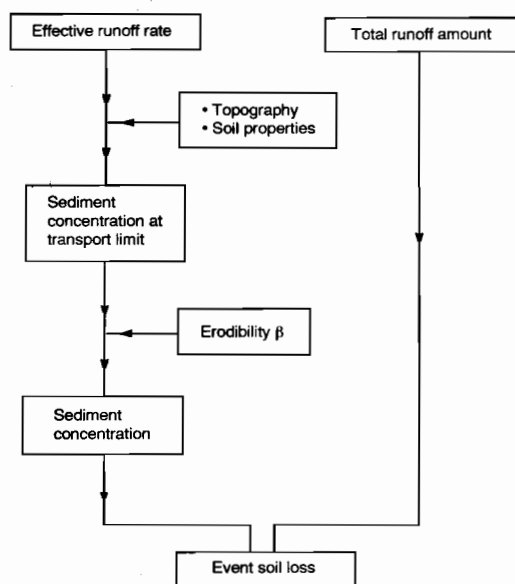 Effective runoff rate
Total runoff amount
• Topography
• Soil properties
Sediment
concentration at
transport limit
Erodibility β
Sediment
concentration
Event soil loss